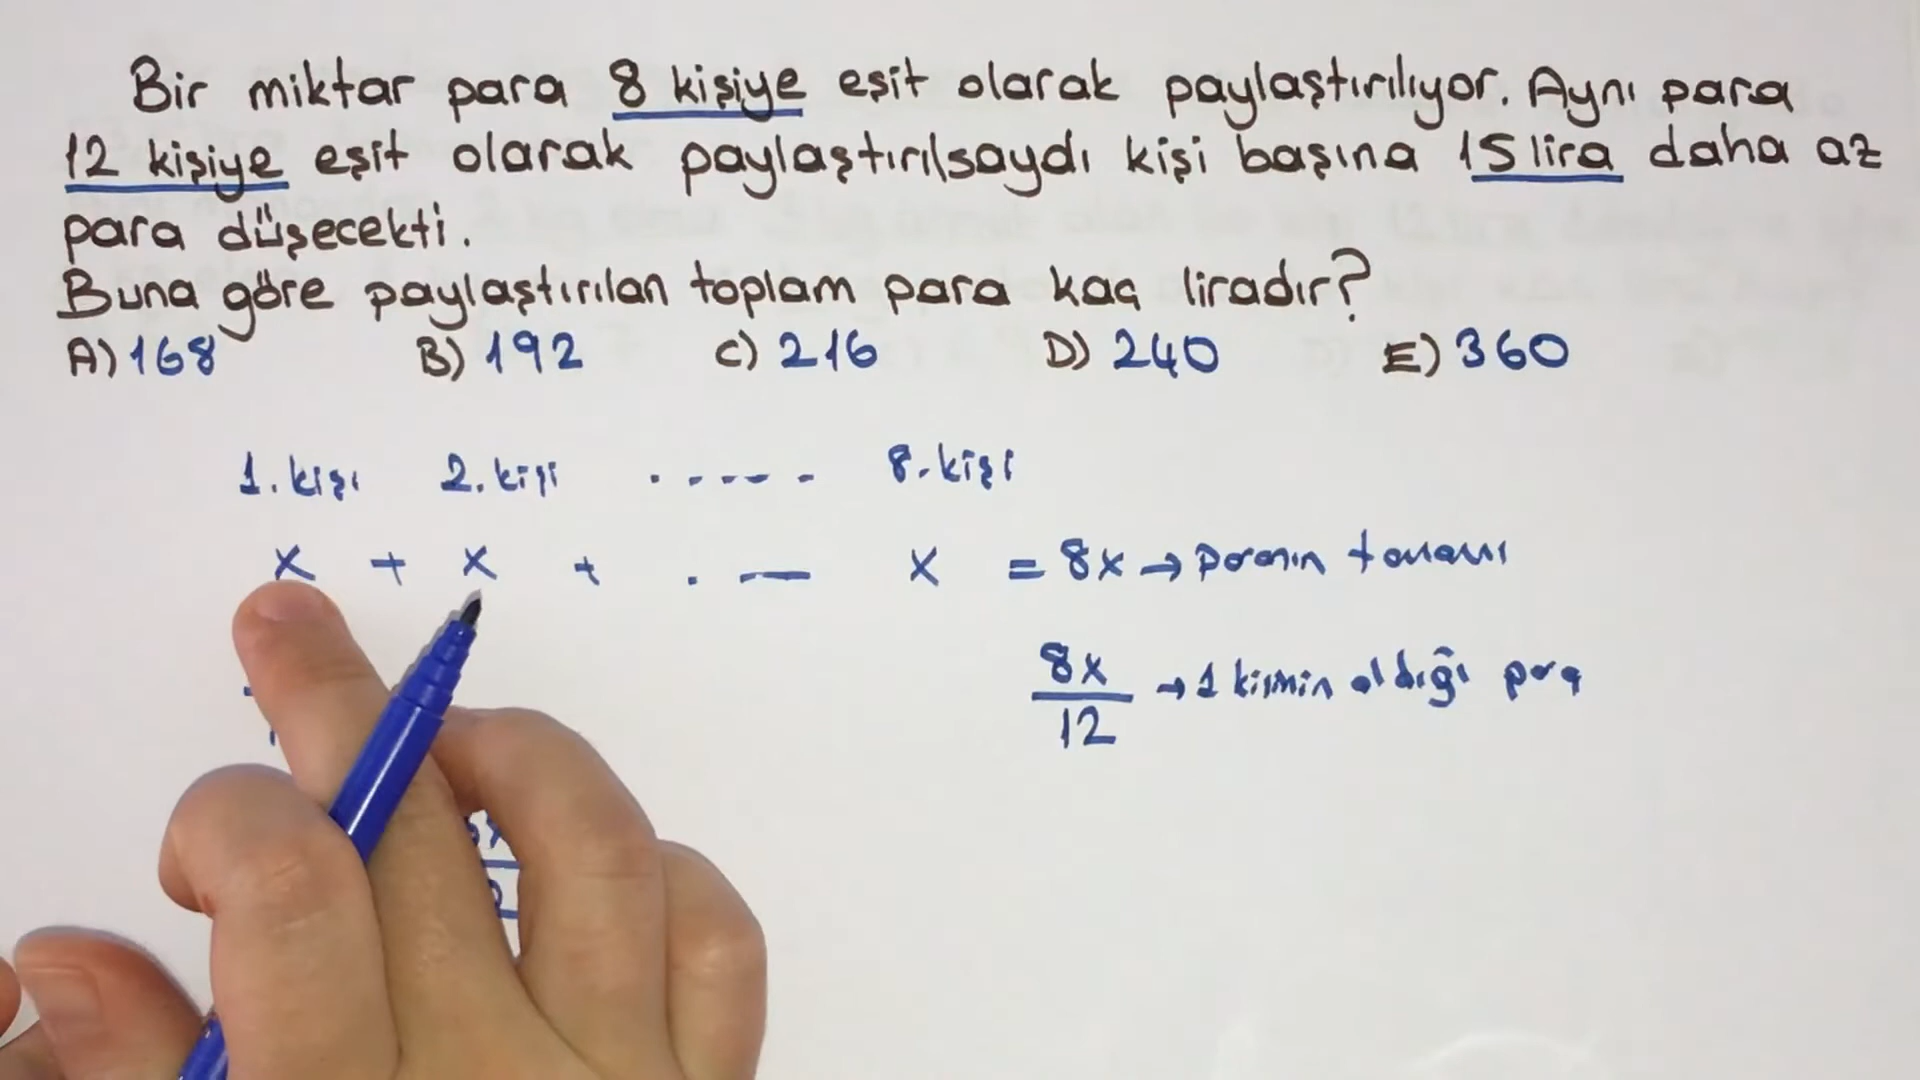 Bir miktar para 8 kişiye eşit olarak paylaştırılıyor. Aynı para
12 kişiye eşit olarak paylaştırılsaydı kişi başına 15 lira daha az
para düşecekti.
Buna göre paylaştırılan toplam para kaç liradır?
A) 168 B) 192 C) 216 D) 240 E) 360
1. kişi 2. kişi ..... 8. kişi
x + x + . — x = 8x → paranın tamamı
8x
12 → 1 kişinin aldığı para